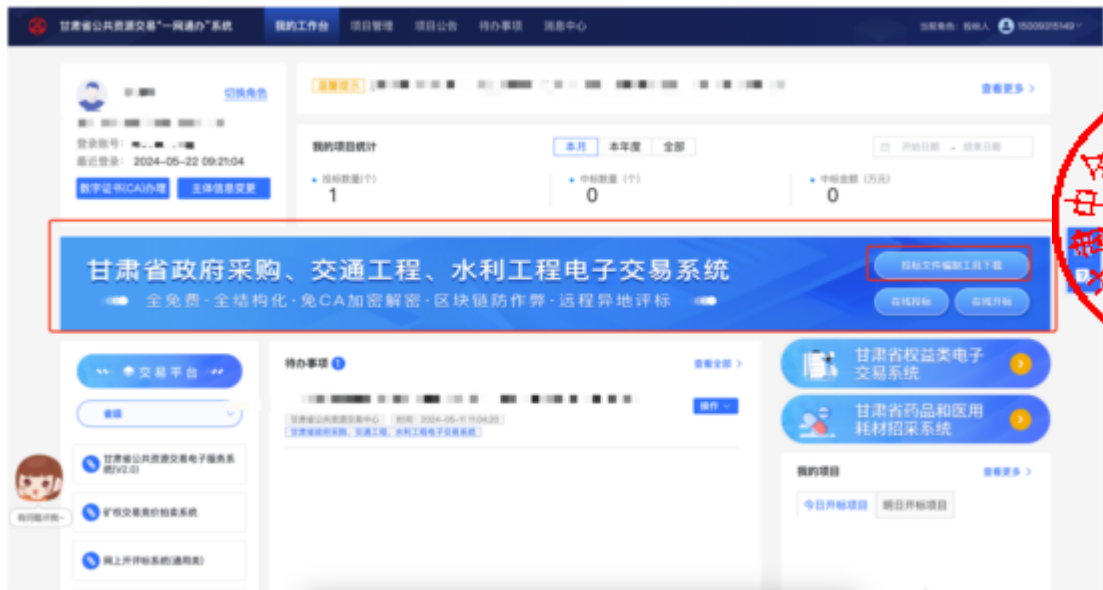 甘肃省公共资源交易“一网通办”系统
我的工作台 项目管理 项目公告 待办事项 消息中心
当前角色：投标人 15009315149
切换角色
温馨提示
查看更多 >
登录账号：
最近登录： 2024-05-22 09:21:04
数字证书(CA)办理 主体信息变更
我的项目统计
本月 本年度 全部
开标日期 - 结束日期
投标数量(个)
1
中标数量 (个)
0
中标金额 (万元)
0
甘肃省政府采购、交通工程、水利工程电子交易系统
全免费·全结构化·免CA加密解密·区块链防作弊·远程异地评标
投标文件编制工具下载
在线投标 在线开标
交易平台
省级
甘肃省公共资源交易电子服务系统(V2.0)
矿权交易竞价拍卖系统
网上开评标系统(通用类)
有问题点我~
待办事项 1
查看全部 >
操作
甘肃省公共资源交易中心 时间：2024-05-11 11:04:20
甘肃省政府采购、交通工程、水利工程电子交易系统
甘肃省权益类电子
交易系统
甘肃省药品和医用
耗材招采系统
我的项目
查看更多 >
今日开标项目 明日开标项目